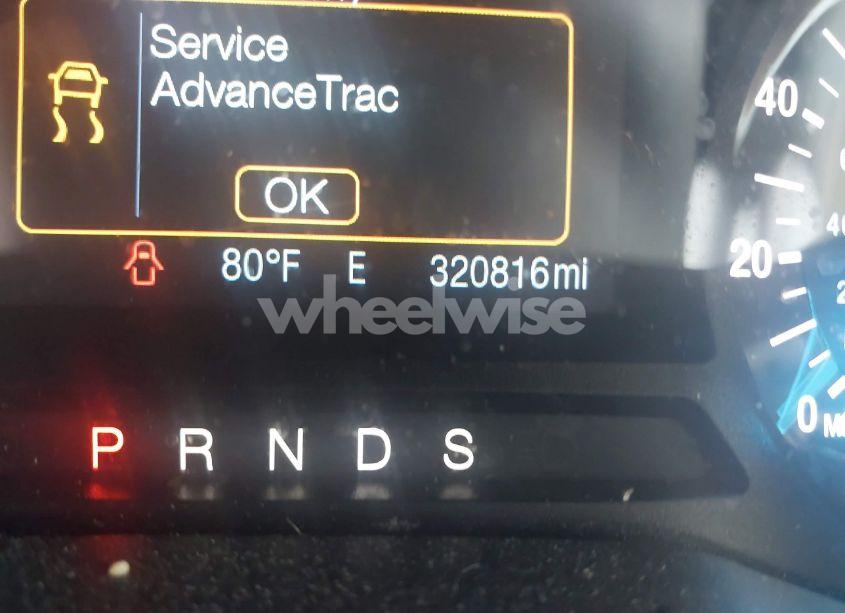 Service
AdvanceTrac
OK
80°F E 320816mi
wheelwise
P R N D S
40
20
0